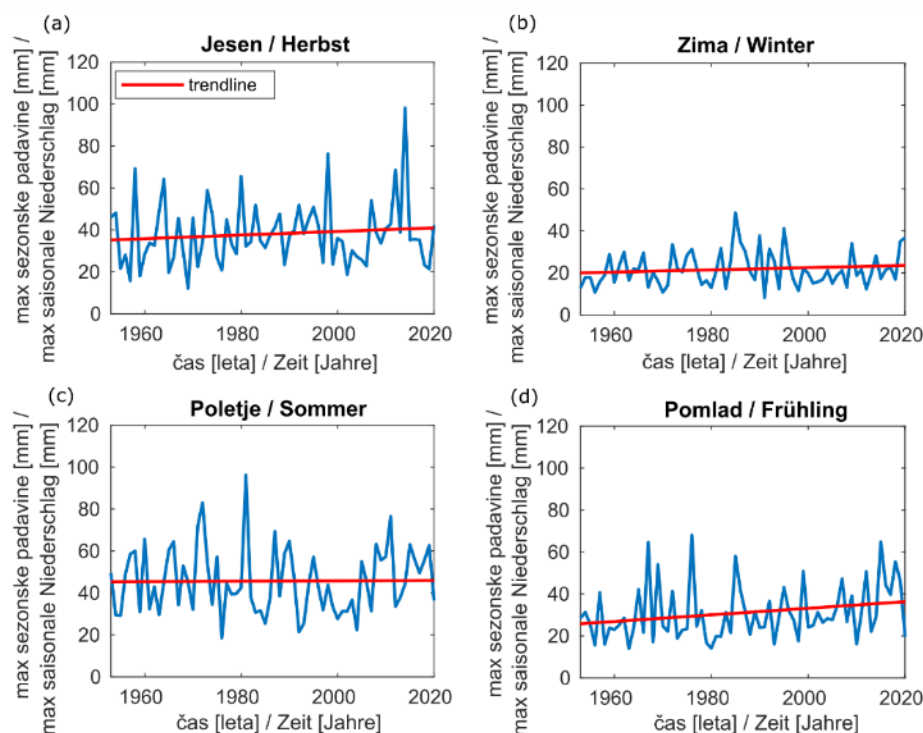 (a)
Jesen / Herbst
max sezonske padavine [mm] /
max saisonale Niederschlag [mm]
120
100
80
60
40
20
0
trendline
1960
1980
2000
2020
čas [leta] / Zeit [Jahre]
(b)
Zima / Winter
max sezonske padavine [mm] /
max saisonale Niederschlag [mm]
120
100
80
60
40
20
0
1960
1980
2000
2020
čas [leta] / Zeit [Jahre]
(c)
Poletje / Sommer
max sezonske padavine [mm] /
max saisonale Niederschlag [mm]
120
100
80
60
40
20
0
1960
1980
2000
2020
čas [leta] / Zeit [Jahre]
(d)
Pomlad / Frühling
max sezonske padavine [mm] /
max saisonale Niederschlag [mm]
120
100
80
60
40
20
0
1960
1980
2000
2020
čas [leta] / Zeit [Jahre]